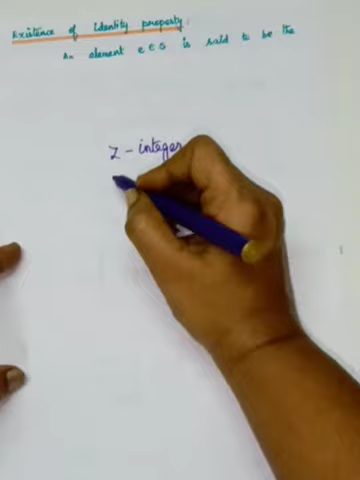 Existence of identity property:
An element e ∈ S is said to be the
Z - integer